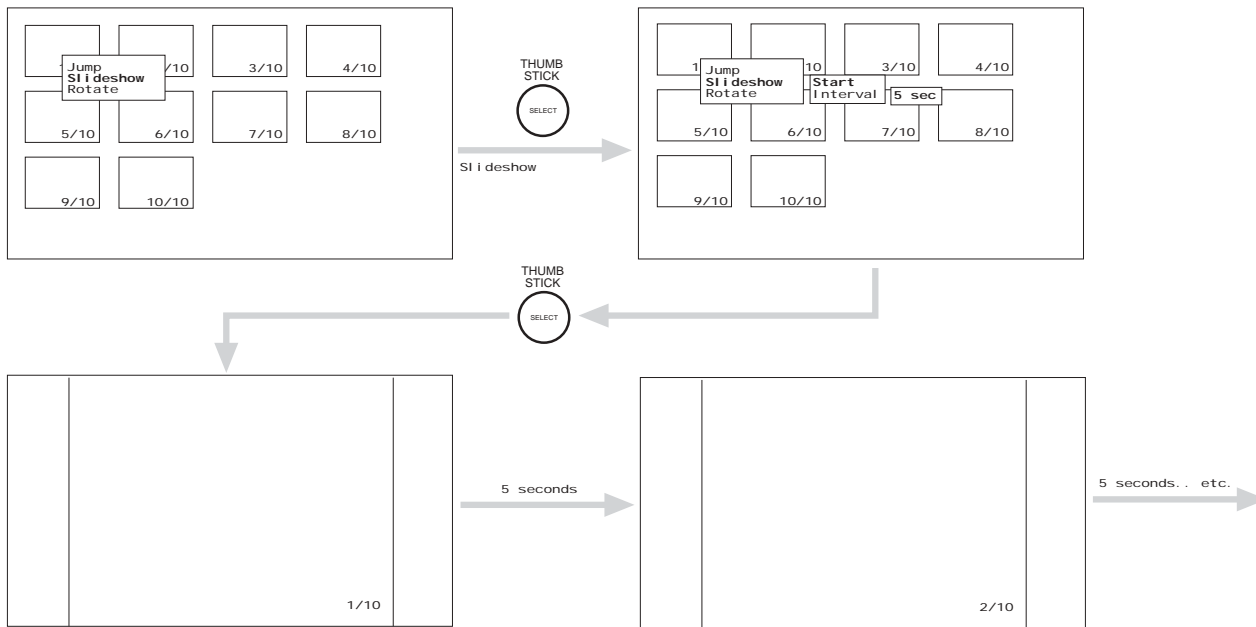 1
/10
3/10
4/10
Jump
Slideshow
Rotate
5/10
6/10
7/10
8/10
9/10
10/10
THUMB
STICK
SELECT
Slideshow
1
10
3/10
4/10
Jump
Slideshow
Rotate
Start
Interval
5 sec
5/10
6/10
7/10
8/10
9/10
10/10
THUMB
STICK
SELECT
1/10
5 seconds
2/10
5 seconds.. etc.